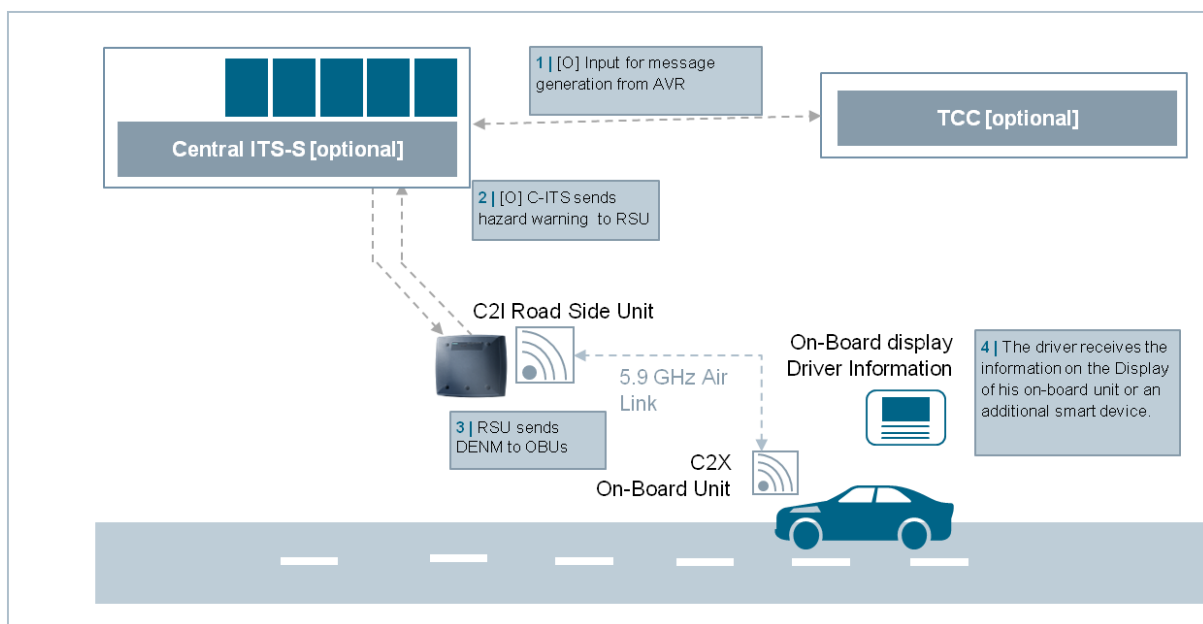 1 | [O] Input for message
generation from AVR
Central ITS-S [optional]
TCC [optional]
2 | [O] C-ITS sends
hazard warning to RSU
C2I Road Side Unit
5.9 GHz Air
Link
On-Board display
Driver Information
4 | The driver receives the
information on the Display
of his on-board unit or an
additional smart device.
3 | RSU sends
DENM to OBUs
C2X
On-Board Unit